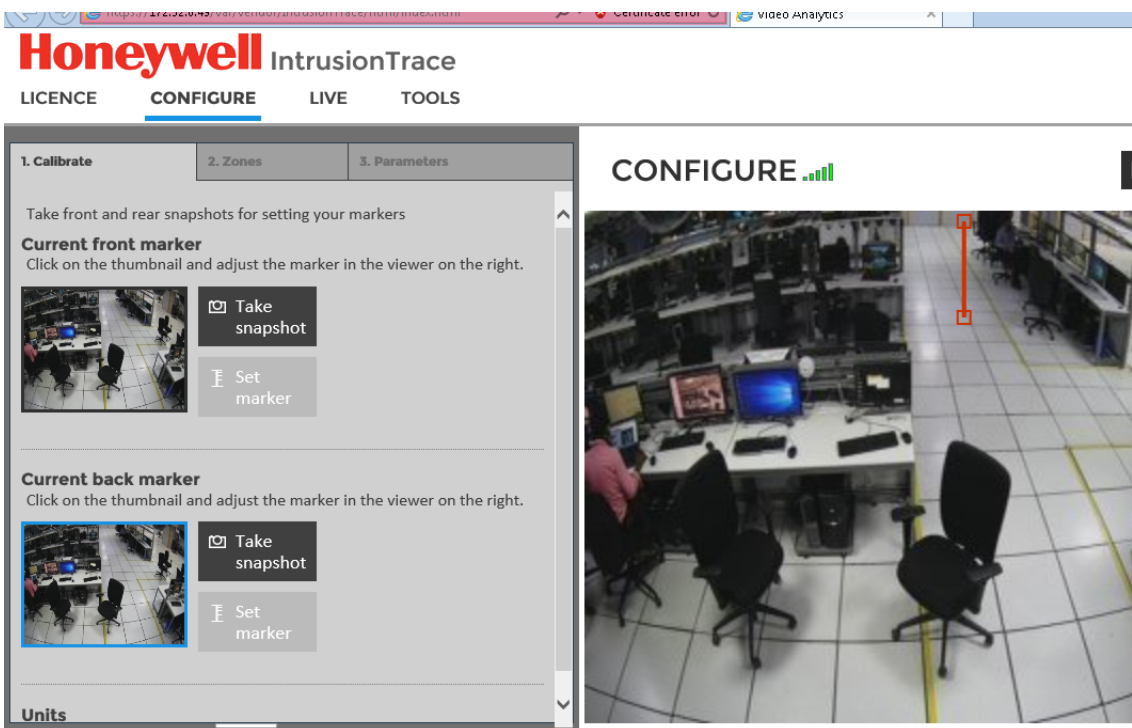 Video Analytics
Honeywell IntrusionTrace
LICENCE CONFIGURE LIVE TOOLS
1. Calibrate 2. Zones 3. Parameters
CONFIGURE
Take front and rear snapshots for setting your markers
Current front marker
Click on the thumbnail and adjust the marker in the viewer on the right.
Take
snapshot
Set
marker
Current back marker
Click on the thumbnail and adjust the marker in the viewer on the right.
Take
snapshot
Set
marker
Units